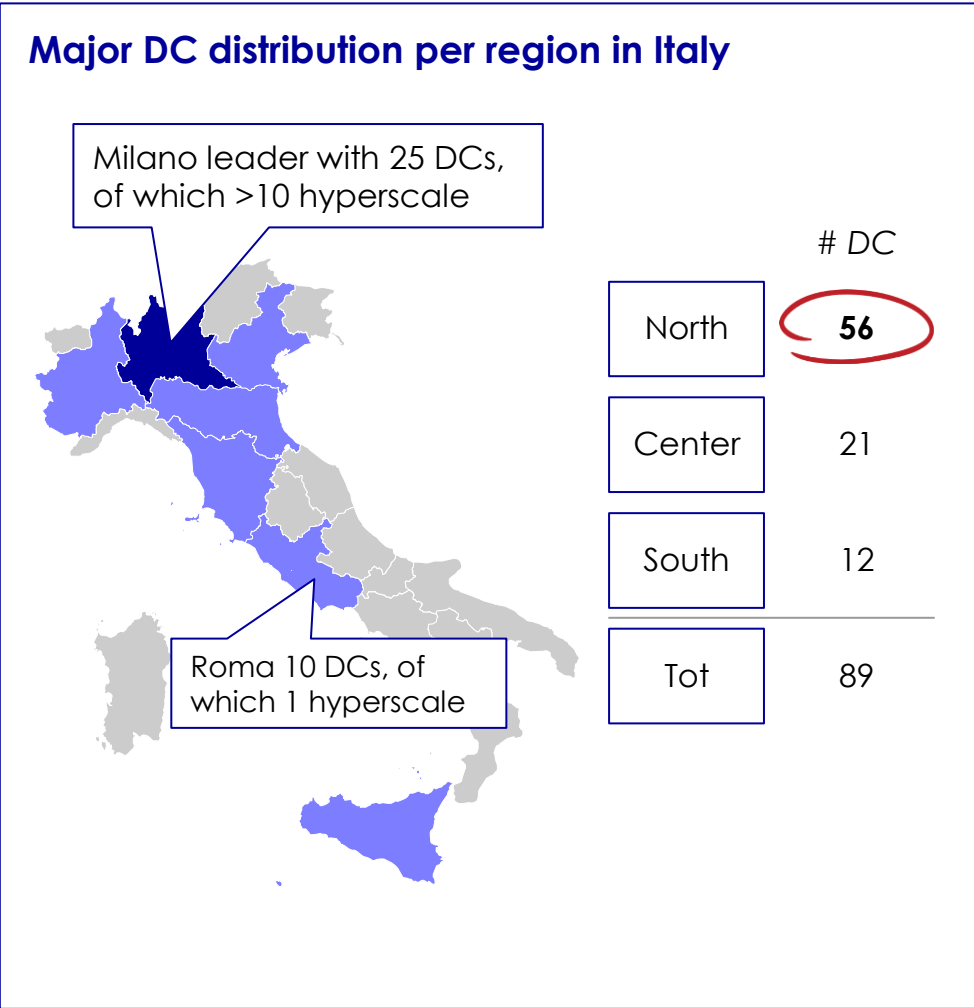 Major DC distribution per region in Italy
Milano leader with 25 DCs,
of which >10 hyperscale
# DC
North 56
Center 21
South 12
Roma 10 DCs, of
which 1 hyperscale
Tot 89